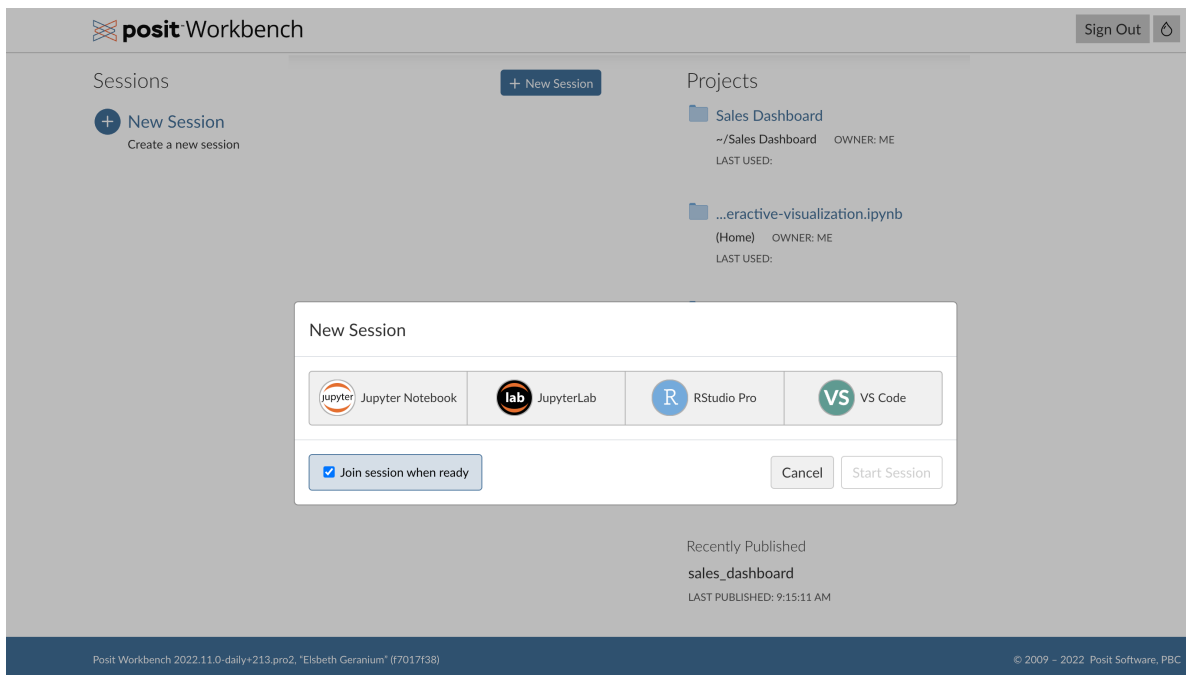 posit Workbench
Sign Out
Sessions
+ New Session
New Session
Create a new session
Projects
Sales Dashboard
~/Sales Dashboard OWNER: ME
LAST USED:
...eractive-visualization.ipynb
(Home) OWNER: ME
LAST USED:
New Session
jupyter Jupyter Notebook
lab JupyterLab
R RStudio Pro
VS VS Code
Join session when ready
Cancel
Start Session
Recently Published
sales_dashboard
LAST PUBLISHED: 9:15:11 AM
Posit Workbench 2022.11.0-daily+213.pro2, "Elsbeth Geranium" (f7017f38)
© 2009 – 2022 Posit Software, PBC